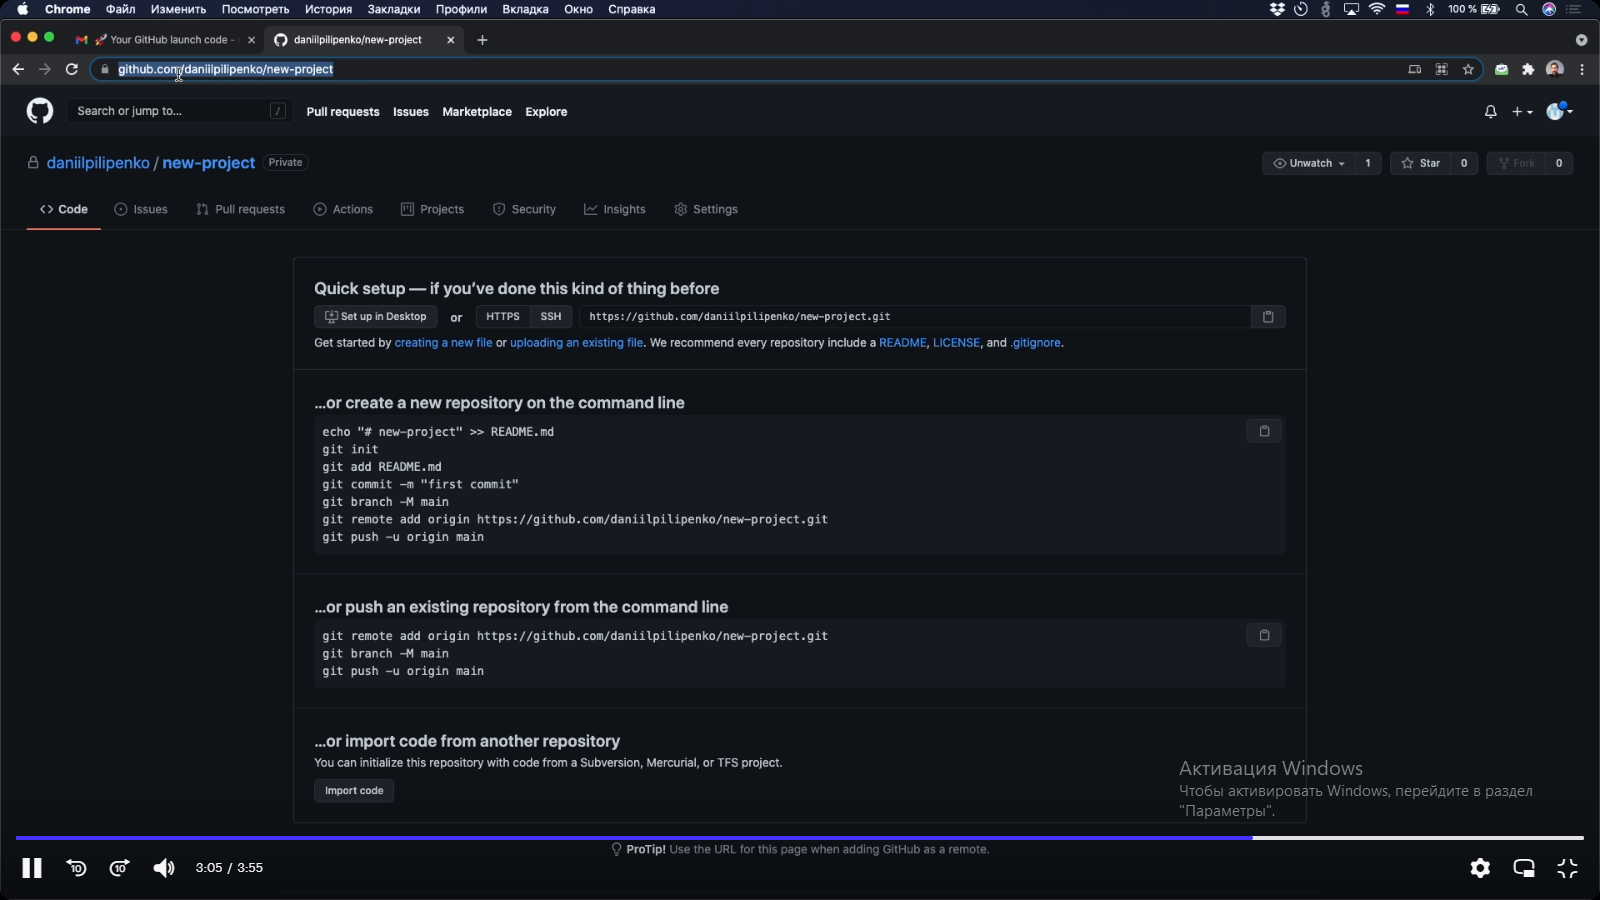 Chrome Файл Изменить Посмотреть История Закладки Профили Вкладка Окно Справка 100 %
Your GitHub launch code - daniilpilipenko/new-project
github.com/daniilpilipenko/new-project
Search or jump to... / Pull requests Issues Marketplace Explore
daniilpilipenko / new-project Private Unwatch 1 Star 0 Fork 0
Code Issues Pull requests Actions Projects Security Insights Settings
Quick setup — if you've done this kind of thing before
Set up in Desktop or HTTPS SSH https://github.com/daniilpilipenko/new-project.git
Get started by creating a new file or uploading an existing file. We recommend every repository include a README, LICENSE, and .gitignore.
...or create a new repository on the command line
echo "# new-project" >> README.md
git init
git add README.md
git commit -m "first commit"
git branch -M main
git remote add origin https://github.com/daniilpilipenko/new-project.git
git push -u origin main
...or push an existing repository from the command line
git remote add origin https://github.com/daniilpilipenko/new-project.git
git branch -M main
git push -u origin main
...or import code from another repository
You can initialize this repository with code from a Subversion, Mercurial, or TFS project.
Import code
Активация Windows
Чтобы активировать Windows, перейдите в раздел
"Параметры".
ProTip! Use the URL for this page when adding GitHub as a remote.
10 10 3:05 / 3:55